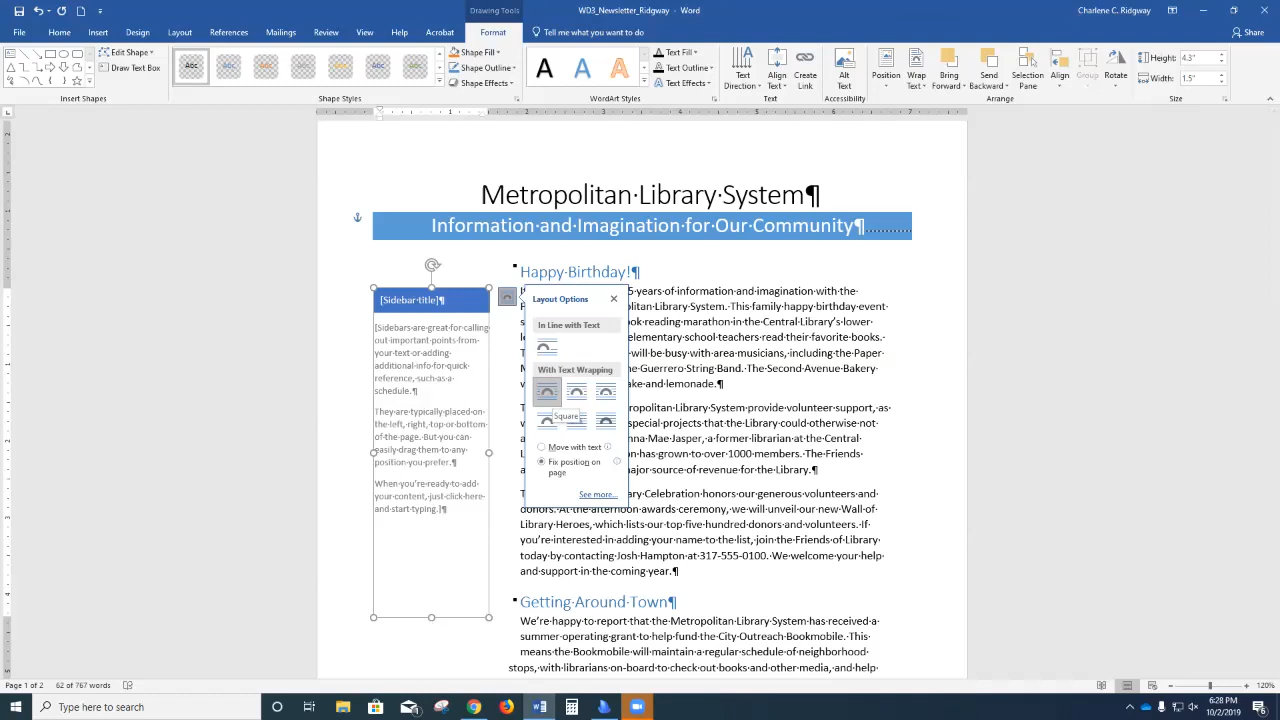 Drawing Tools
WD3_Newsletter_Ridgway - Word
Charlene C. Ridgway
File Home Insert Design Layout References Mailings Review View Help Acrobat Format Tell me what you want to do Share
Edit Shape
Draw Text Box
Insert Shapes
Abc Abc Abc Abc Abc Abc Abc
Shape Fill
Shape Outline
Shape Effects
Shape Styles
A A A
Text Fill
Text Outline
Text Effects
WordArt Styles
Text Direction
Align Text
Create Link
Text
Alt Text
Accessibility
Position
Wrap Text
Bring Forward
Send Backward
Selection Pane
Align
Group
Rotate
Arrange
Height: 4.3"
Width: 1.5"
Size
1 2 3 4 5 6 7
Metropolitan·Library·System¶
Information·and·Imagination·for·Our·Community¶
[Sidebar·title]¶
[Sidebars·are·great·for·calling·
out·important·points·from·
your·text·or·adding·
additional·info·for·quick·
reference,·such·as·a·
schedule.¶
They·are·typically·placed·on·
the·left,·right,·top·or·bottom·
of·the·page.·But·you·can·
easily·drag·them·to·any·
position·you·prefer.¶
When·you're·ready·to·add·
your·content,·just·click·here·
and·start·typing.]¶
Layout Options
In Line with Text
With Text Wrapping
Square
Move with text
Fix position on
page
See more...
Happy·Birthday!¶
5·years·of·information·and·imagination·with·the·
olitan·Library·System.·This·family·happy·birthday·event·
ok·reading·marathon·in·the·Central·Library's·lower·
elementary·school·teachers·read·their·favorite·books.·
will·be·busy·with·area·musicians,·including·the·Paper·
e·Guerrero·String·Band.·The·Second·Avenue·Bakery·
ke·and·lemonade.¶
ropolitan·Library·System·provide·volunteer·support,·as·
special·projects·that·the·Library·could·otherwise·not·
nna·Mae·Jasper,·a·former·librarian·at·the·Central·
on·has·grown·to·over·1000·members.·The·Friends·
ajor·source·of·revenue·for·the·Library.¶
ary·Celebration·honors·our·generous·volunteers·and·
donors.·At·the·afternoon·awards·ceremony,·we·will·unveil·our·new·Wall·of·
Library·Heroes,·which·lists·our·top·five·hundred·donors·and·volunteers.·If·
you're·interested·in·adding·your·name·to·the·list,·join·the·Friends·of·Library·
today·by·contacting·Josh·Hampton·at·317-555-0100.·We·welcome·your·help·
and·support·in·the·coming·year.¶
Getting·Around·Town¶
We're·happy·to·report·that·the·Metropolitan·Library·System·has·received·a·
summer·operating·grant·to·help·fund·the·City·Outreach·Bookmobile.·This·
means·the·Bookmobile·will·maintain·a·regular·schedule·of·neighborhood·
stops,·with·librarians·on-board·to·check·out·books·and·other·media,·and·help·
Page 1 of 2 62 of 767 words
120%
Type here to search
6:28 PM
10/2/2019